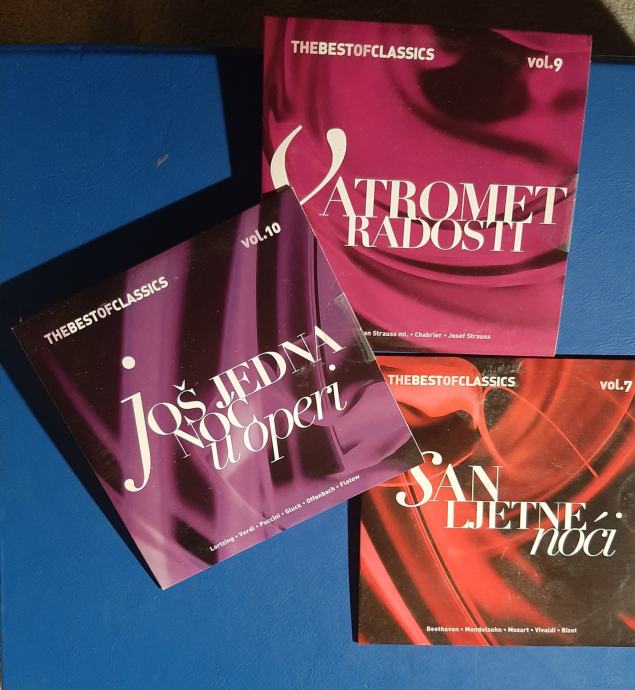 THEBESTOFCLASSICS
vol.9
VATROMET
RADOSTI
Strauss ml. • Chabrier • Josef Strauss
THEBESTOFCLASSICS
vol.10
još jedna
noć
u operi
Lortzing • Verdi • Puccini • Gluck • Offenbach • Flotow
THEBESTOFCLASSICS
vol.7
SAN
LJETNE
noći
Beethoven • Mendelsohn • Mozart • Vivaldi • Bizet